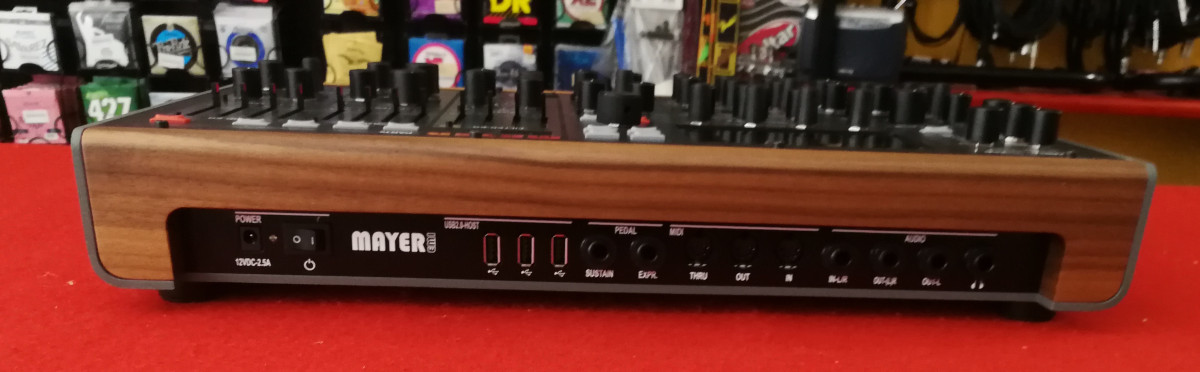 DR
427
POWER
12VDC-2.5A
MAYER
EMI
USB2.0-HOST
PEDAL
SUSTAIN
EXPR.
MIDI
THRU
OUT
IN
AUDIO
IN-L/R
OUT-L/R
OUT-L